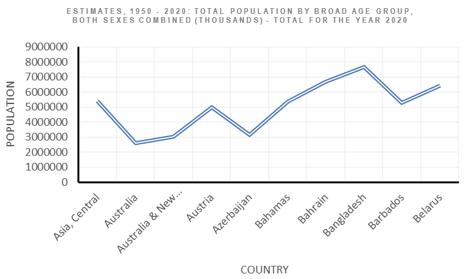 ESTIMATES, 1950 - 2020: TOTAL POPULATION BY BROAD AGE GROUP,
BOTH SEXES COMBINED (THOUSANDS) - TOTAL FOR THE YEAR 2020
POPULATION
9000000
8000000
7000000
6000000
5000000
4000000
3000000
2000000
1000000
0
Asia, Central
Australia
Australia & New...
Austria
Azerbaijan
Bahamas
Bahrain
Bangladesh
Barbados
Belarus
COUNTRY